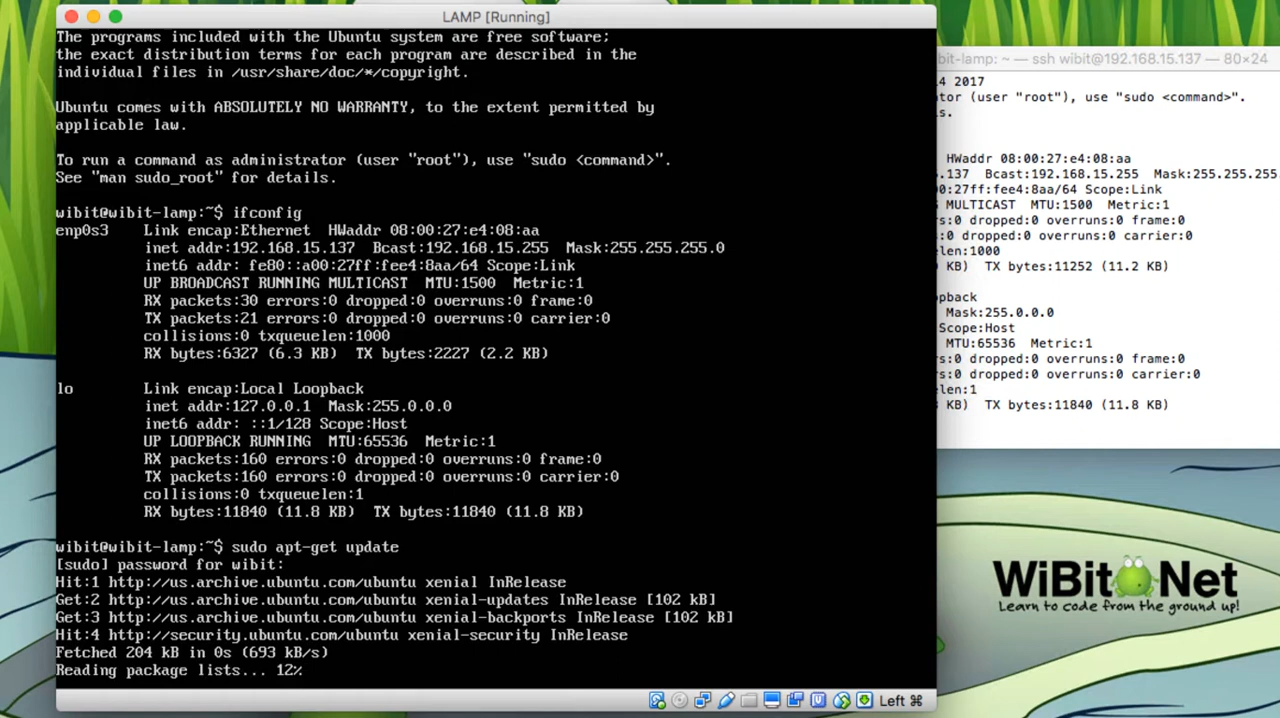 LAMP [Running]
The programs included with the Ubuntu system are free software;
the exact distribution terms for each program are described in the
individual files in /usr/share/doc/*/copyright.
Ubuntu comes with ABSOLUTELY NO WARRANTY, to the extent permitted by
applicable law.
To run a command as administrator (user "root"), use "sudo <command>".
See "man sudo_root" for details.
wibit@wibit-lamp:~$ ifconfig
enp0s3 Link encap:Ethernet HWaddr 08:00:27:e4:08:aa
inet addr:192.168.15.137 Bcast:192.168.15.255 Mask:255.255.255.0
inet6 addr: fe80::a00:27ff:fee4:8aa/64 Scope:Link
UP BROADCAST RUNNING MULTICAST MTU:1500 Metric:1
RX packets:30 errors:0 dropped:0 overruns:0 frame:0
TX packets:21 errors:0 dropped:0 overruns:0 carrier:0
collisions:0 txqueuelen:1000
RX bytes:6327 (6.3 KB) TX bytes:2227 (2.2 KB)
lo Link encap:Local Loopback
inet addr:127.0.0.1 Mask:255.0.0.0
inet6 addr: ::1/128 Scope:Host
UP LOOPBACK RUNNING MTU:65536 Metric:1
RX packets:160 errors:0 dropped:0 overruns:0 frame:0
TX packets:160 errors:0 dropped:0 overruns:0 carrier:0
collisions:0 txqueuelen:1
RX bytes:11840 (11.8 KB) TX bytes:11840 (11.8 KB)
wibit@wibit-lamp:~$ sudo apt-get update
[sudo] password for wibit:
Hit:1 http://us.archive.ubuntu.com/ubuntu xenial InRelease
Get:2 http://us.archive.ubuntu.com/ubuntu xenial-updates InRelease [102 kB]
Get:3 http://us.archive.ubuntu.com/ubuntu xenial-backports InRelease [102 kB]
Hit:4 http://security.ubuntu.com/ubuntu xenial-security InRelease
Fetched 204 kB in 0s (693 kB/s)
Reading package lists... 12%
Left ⌘
bit-lamp: ~ — ssh wibit@192.168.15.137 — 80×24
4 2017
tor (user "root"), use "sudo <command>".
s.
HWaddr 08:00:27:e4:08:aa
.137 Bcast:192.168.15.255 Mask:255.255.255.
0:27ff:fee4:8aa/64 Scope:Link
MULTICAST MTU:1500 Metric:1
rs:0 dropped:0 overruns:0 frame:0
s:0 dropped:0 overruns:0 carrier:0
elen:1000
KB) TX bytes:11252 (11.2 KB)
opback
Mask:255.0.0.0
Scope:Host
MTU:65536 Metric:1
rs:0 dropped:0 overruns:0 frame:0
rs:0 dropped:0 overruns:0 carrier:0
elen:1
KB) TX bytes:11840 (11.8 KB)
WiBit Net
Learn to code from the ground up!